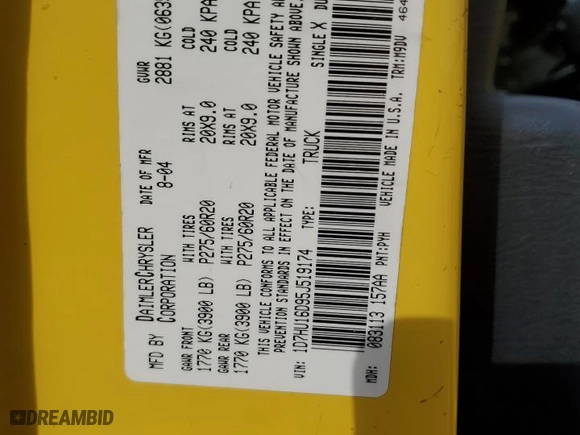 MFD BY DAIMLERCHRYSLER CORPORATION
DATE OF MFR 8-04
GVWR 2881 KG(
GAWR FRONT WITH TIRES RIMS AT COLD
1770 KG(3900 LB) P275/60R20 20X9.0 240 KPA
GAWR REAR WITH TIRES RIMS AT COLD
1770 KG(3900 LB) P275/60R20 20X9.0 240 KPA
THIS VEHICLE CONFORMS TO ALL APPLICABLE FEDERAL MOTOR VEHICLE SAFETY
PREVENTION STANDARDS IN EFFECT ON THE DATE OF MANUFACTURE SHOWN ABOVE.
VIN: 1D7HU16D95J519174 TYPE: TRUCK SINGLE X
MDH: 083113 157AA PNT:PYH VEHICLE MADE IN U.S.A. TRM:M9DV
DREAMBID